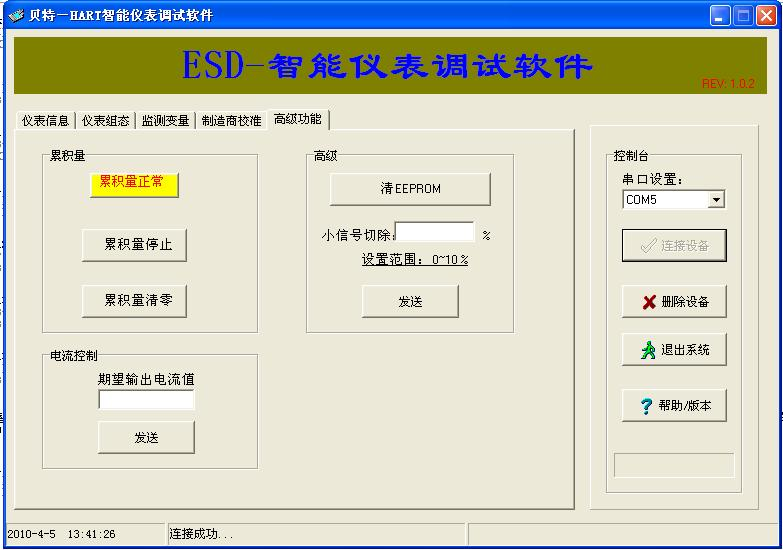 贝特－HART智能仪表调试软件
ESD-智能仪表调试软件
REV: 1.0.2
仪表信息 仪表组态 监测变量 制造商校准 高级功能
累积量
累积量正常
累积量停止
累积量清零
高级
清EEPROM
小信号切除: %
设置范围: 0~10%
发送
电流控制
期望输出电流值
发送
控制台
串口设置:
COM5
连接设备
删除设备
退出系统
帮助/版本
2010-4-5 13:41:26 连接成功...